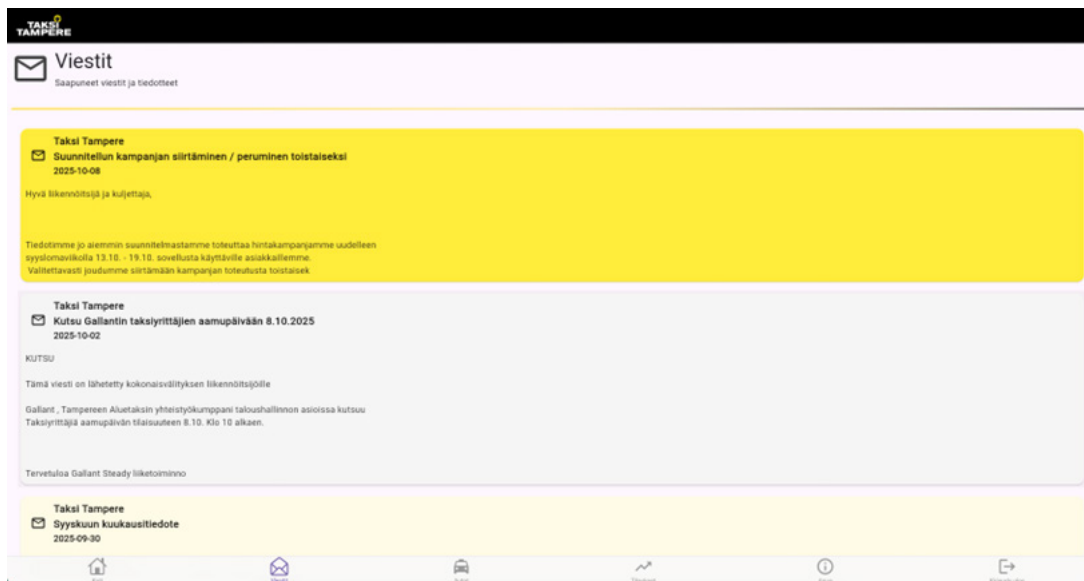 TAKSI
TAMPERE
Viestit
Saapuneet viestit ja tiedotteet
Taksi Tampere
Suunnitellun kampanjan siirtäminen / peruminen toistaiseksi
2025-10-08
Hyvä liikennöitsijä ja kuljettaja,
Tiedotimme jo aiemmin suunnitelmastamme toteuttaa hintakampanjamme uudelleen
syyslomaviikolla 13.10. - 19.10. sovellusta käyttäville asiakkaillemme.
Valitettavasti joudumme siirtämään kampanjan toteutusta toistaisek
Taksi Tampere
Kutsu Gallantin taksiyrittäjien aamupäivään 8.10.2025
2025-10-02
KUTSU
Tämä viesti on lähetetty kokonaisvälityksen liikennöitsijöille
Gallant , Tampereen Aluetaksin yhteistyökumppani taloushallinnon asioissa kutsuu
Taksiyrittäjiä aamupäivän tilaisuuteen 8.10. Klo 10 alkaen.
Tervetuloa Gallant Steady liiketoiminno
Taksi Tampere
Syyskuun kuukausitiedote
2025-09-30